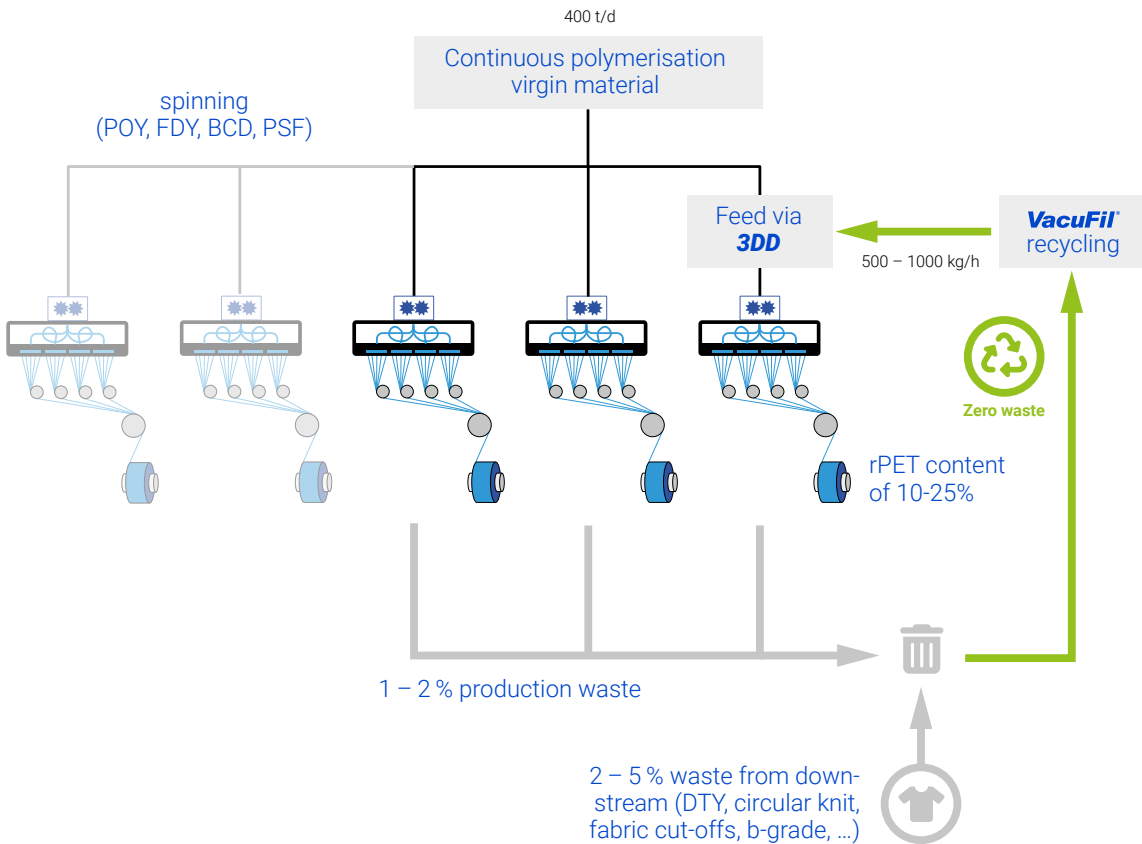 400 t/d
Continuous polymerisation
virgin material
spinning
(POY, FDY, BCD, PSF)
Feed via
3DD
500 – 1000 kg/h
VacuFil®
recycling
Zero waste
rPET content
of 10-25%
1 – 2 % production waste
2 – 5 % waste from down-
stream (DTY, circular knit,
fabric cut-offs, b-grade, ...)